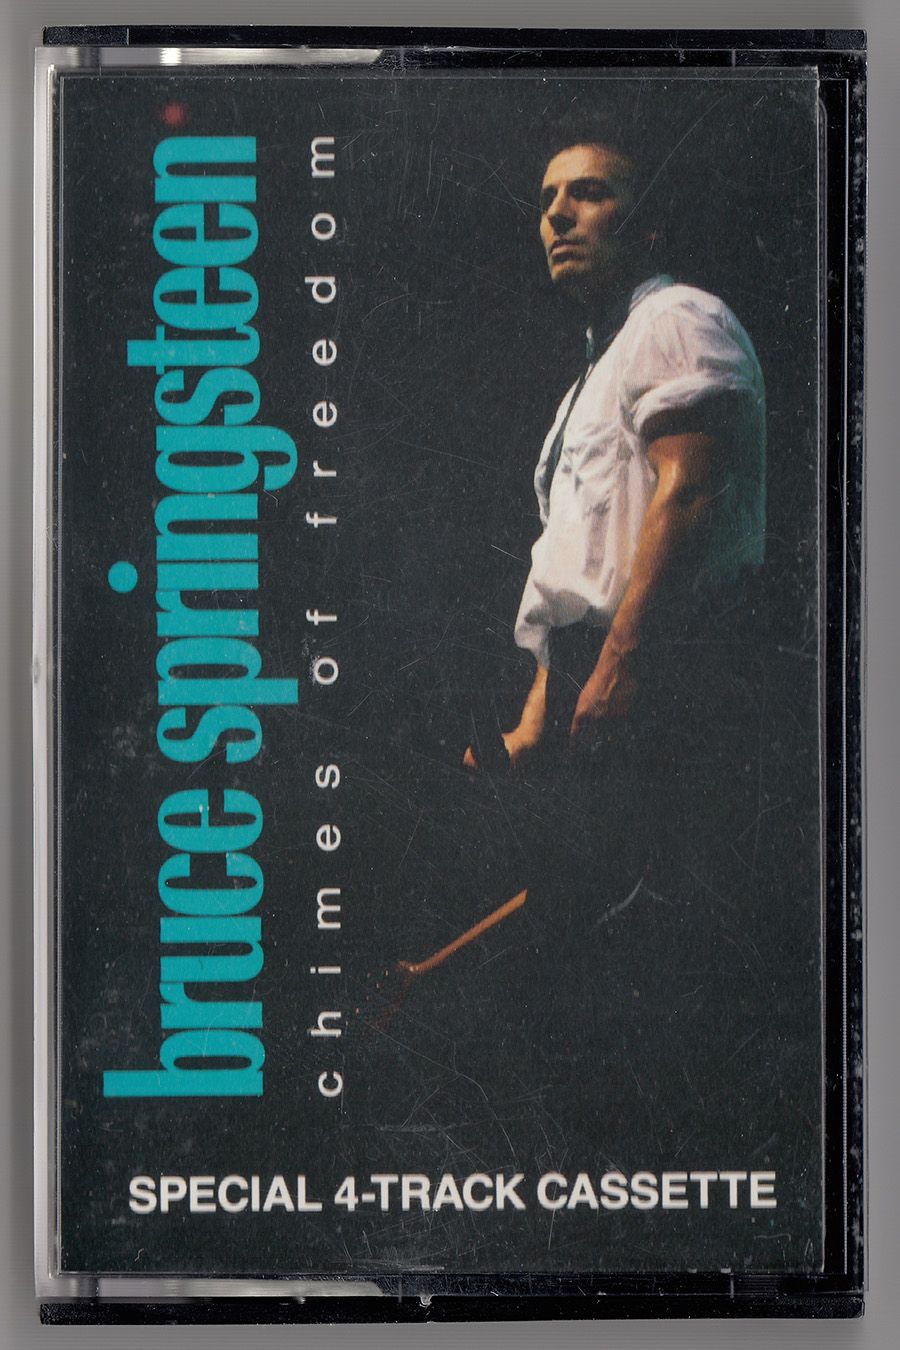 bruce springsteen
chimes of freedom
SPECIAL 4-TRACK CASSETTE